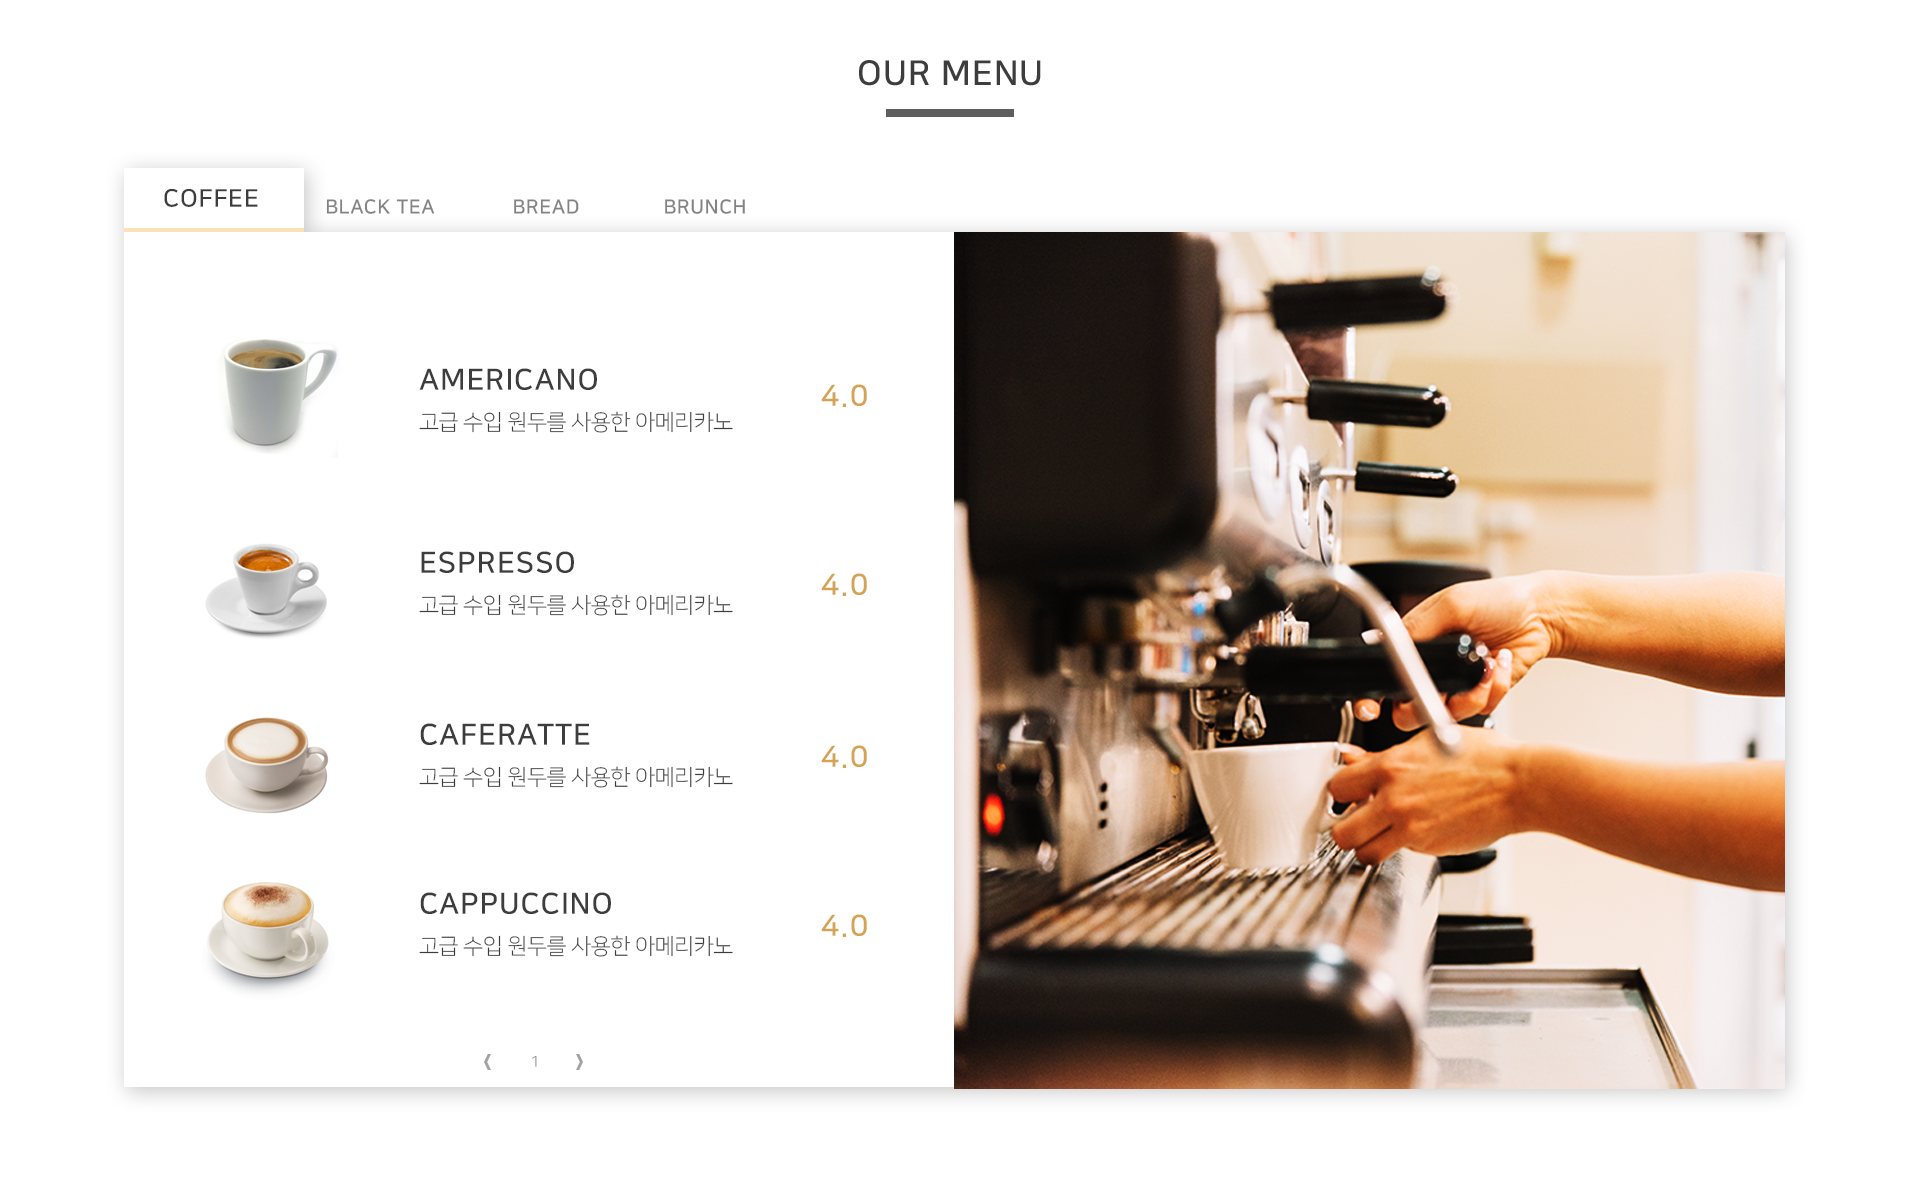 OUR MENU
COFFEE
BLACK TEA
BREAD
BRUNCH
AMERICANO
고급 수입 원두를 사용한 아메리카노
4.0
ESPRESSO
고급 수입 원두를 사용한 아메리카노
4.0
CAFERATTE
고급 수입 원두를 사용한 아메리카노
4.0
CAPPUCCINO
고급 수입 원두를 사용한 아메리카노
4.0
❰ 1 ❱